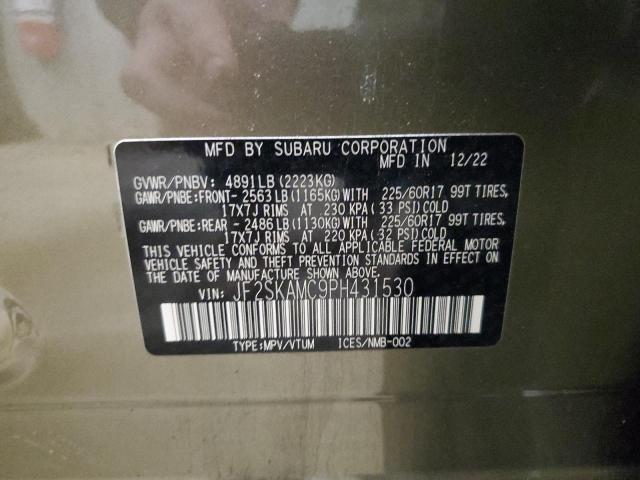 MFD BY SUBARU CORPORATION
MFD. IN 12/22
GVWR/PNBV: 4891LB (2223KG)
GAWR/PNBE:FRONT- 2563LB (1165KG)WITH 225/60R17 99T TIRES,
17X7J RIMS AT 230 KPA (33 PSI)COLD
GAWR/PNBE:REAR - 2486LB (1130KG)WITH 225/60R17 99T TIRES,
17X7J RIMS AT 220 KPA (32 PSI)COLD
THIS VEHICLE CONFORMS TO ALL APPLICABLE FEDERAL MOTOR
VEHICLE SAFETY AND THEFT PREVENTION STANDARDS IN EFFECT ON
THE DATE OF MANUFACTURE SHOWN ABOVE.
VIN: JF2SKAMC9PH431530
TYPE:MPV/VTUM ICES/NMB-002